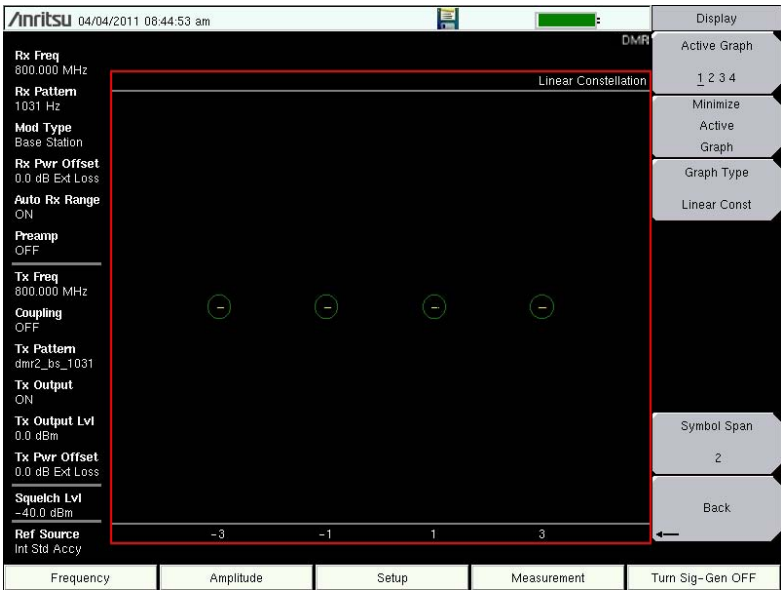 Anritsu 04/04/2011 08:44:53 am
Display
DMR
Rx Freq
800.000 MHz
Rx Pattern
1031 Hz
Mod Type
Base Station
Rx Pwr Offset
0.0 dB Ext Loss
Auto Rx Range
ON
Preamp
OFF
Tx Freq
800.000 MHz
Coupling
OFF
Tx Pattern
dmr2_bs_1031
Tx Output
ON
Tx Output Lvl
0.0 dBm
Tx Pwr Offset
0.0 dB Ext Loss
Squelch Lvl
-40.0 dBm
Ref Source
Int Std Accy
Linear Constellation
-3 -1 1 3
Active Graph
1 2 3 4
Minimize
Active
Graph
Graph Type
Linear Const
Symbol Span
2
Back
Frequency
Amplitude
Setup
Measurement
Turn Sig-Gen OFF